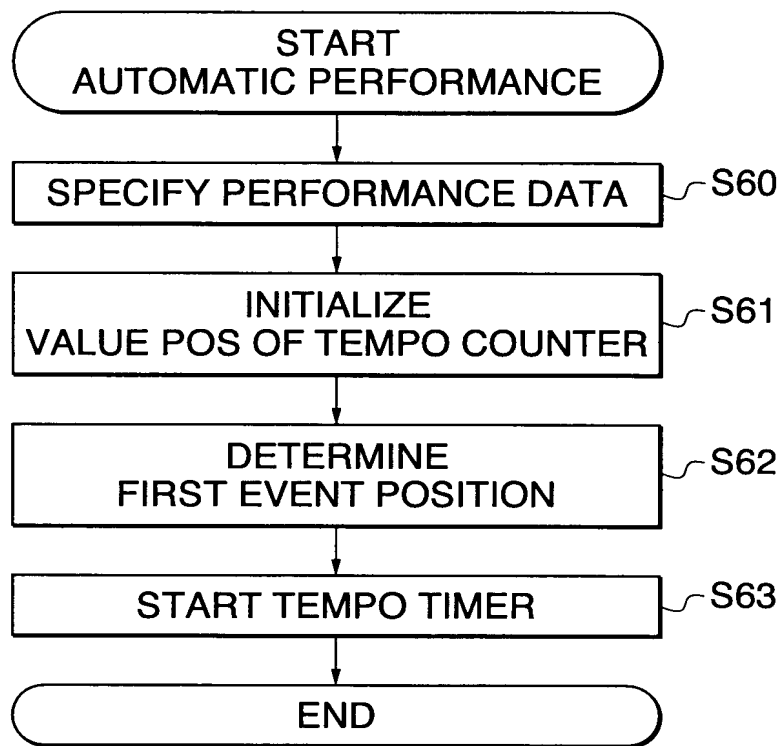 START
AUTOMATIC PERFORMANCE
SPECIFY PERFORMANCE DATA
S60
INITIALIZE
VALUE POS OF TEMPO COUNTER
S61
DETERMINE
FIRST EVENT POSITION
S62
START TEMPO TIMER
S63
END